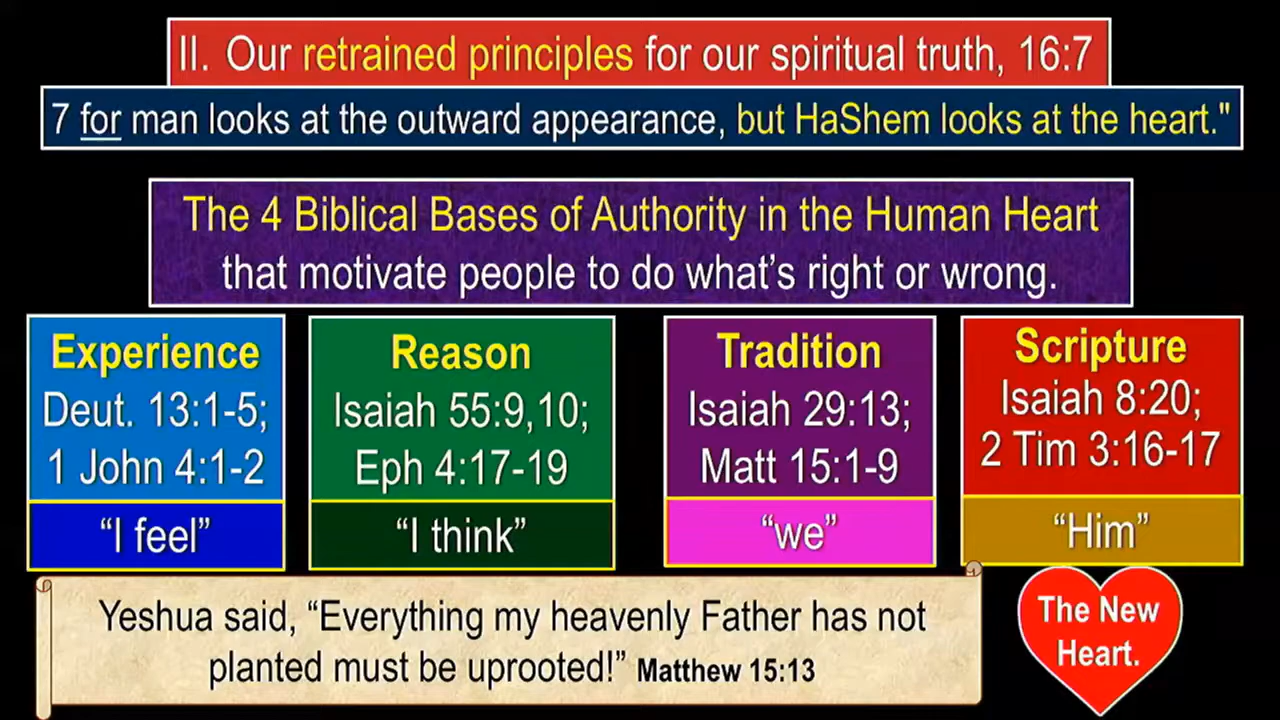 II. Our retrained principles for our spiritual truth, 16:7
7 for man looks at the outward appearance, but HaShem looks at the heart."
The 4 Biblical Bases of Authority in the Human Heart
that motivate people to do what's right or wrong.
Experience
Deut. 13:1-5;
1 John 4:1-2
“I feel”
Reason
Isaiah 55:9,10;
Eph 4:17-19
“I think”
Tradition
Isaiah 29:13;
Matt 15:1-9
“we”
Scripture
Isaiah 8:20;
2 Tim 3:16-17
“Him”
Yeshua said, “Everything my heavenly Father has not
planted must be uprooted!” Matthew 15:13
The New
Heart.